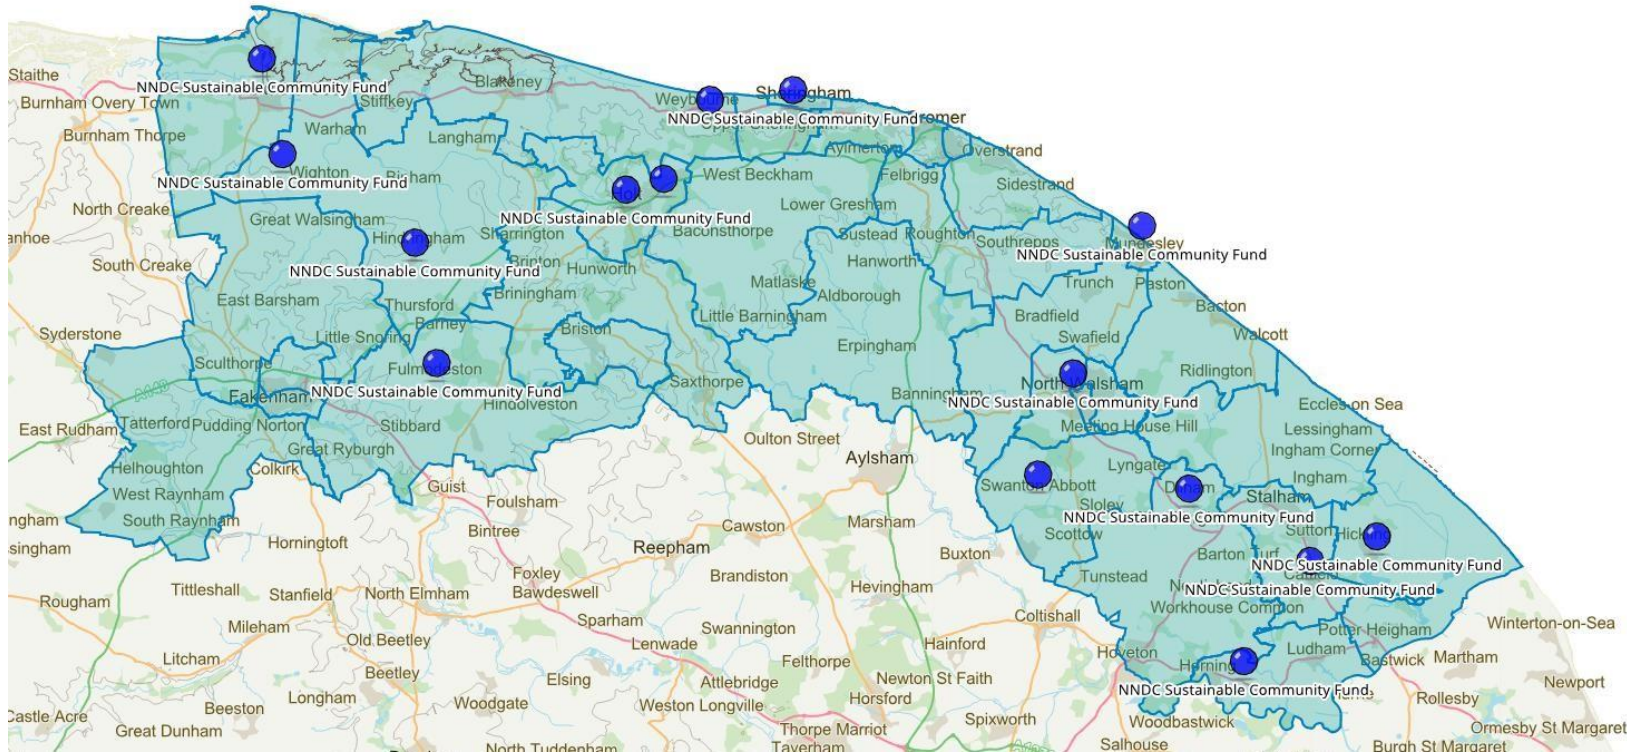 Staithe
NNDC Sustainable Community Fund
Blakeney
Burnham Overy Town
Stiffkey
Weybourne
Sheringham
NNDC Sustainable Community Fund
Burnham Thorpe
Warham
Langham
Aylmerton
Overstrand
Wighton
NNDC Sustainable Community Fund
West Beckham
Felbrigg
Sidestrand
North Creake
Great Walsingham
Lower Gresham
NNDC Sustainable Community Fund
Baconsthorpe
Hindringham
Sharrington
Sustead
Roughton
Southrepps
Mundesley
NNDC Sustainable Community Fund
South Creake
NNDC Sustainable Community Fund
Brinton
Hunworth
Hanworth
Matlaske
Trunch
Paston
East Barsham
Thursford
Briningham
Aldborough
Bacton
Syderstone
Little Snoring
Barney
Briston
Little Barningham
Bradfield
Swafield
Walcott
Sculthorpe
Fulmodeston
Erpingham
Ridlington
Fakenham
NNDC Sustainable Community Fund
Saxthorpe
North Walsham
Banningham
NNDC Sustainable Community Fund
Hindolveston
Eccles on Sea
East Rudham
Tatterford
Pudding Norton
Stibbard
Oulton Street
Meeting House Hill
Lessingham
Great Ryburgh
Aylsham
Ingham Corner
Helhoughton
Colkirk
Lyngate
Ingham
West Raynham
Guist
Swanton Abbott
Dilham
Stalham
Foulsham
Sloley
South Raynham
Bintree
Cawston
Marsham
NNDC Sustainable Community Fund
Scottow
Sutton
Hickling
Horningtoft
Reepham
Buxton
Barton Turf
NNDC Sustainable Community Fund
Foxley
Brandiston
Tunstead
Tittleshall
Stanfield
North Elmham
Bawdeswell
Hevingham
NNDC Sustainable Community Fund
Rougham
Workhouse Common
Mileham
Sparham
Swannington
Coltishall
Potter Heigham
Winterton-on-Sea
Old Beetley
Lenwade
Hainford
Hoveton
Ludham
Litcham
Felthorpe
Horning
Bastwick
Martham
Beetley
Elsing
Attlebridge
Newton St Faith
NNDC Sustainable Community Fund
Newport
Longham
Woodgate
Weston Longville
Horsford
Rollesby
Castle Acre
Beeston
Spixworth
Woodbastwick
Great Dunham
Thorpe Marriot
Ormesby St Margaret
North Tuddenham
Taverham
Salhouse
Burgh St Margaret